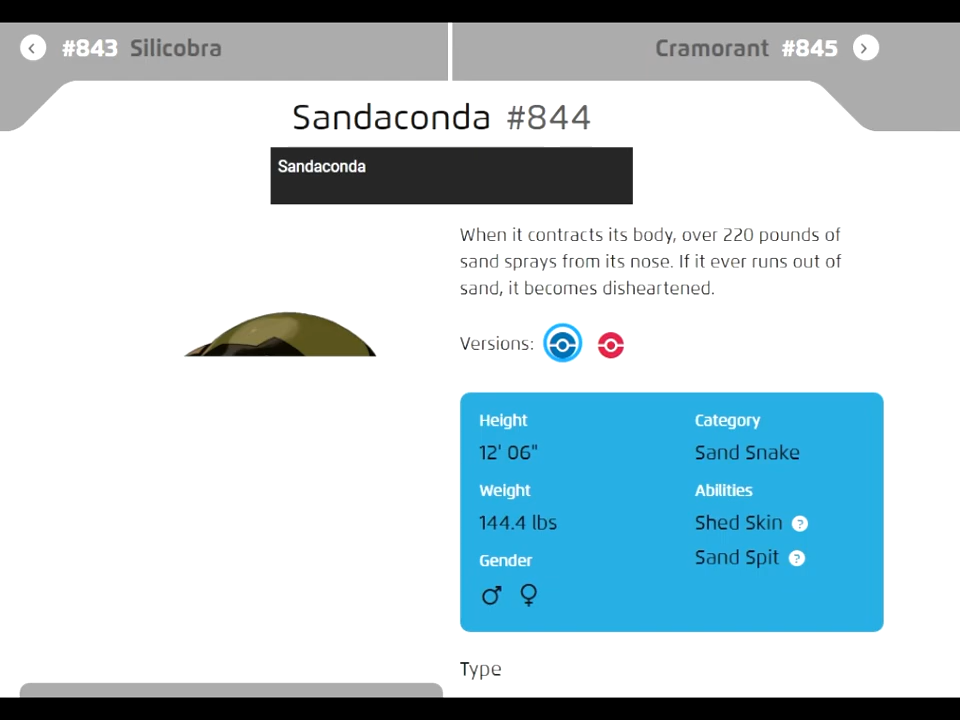 #843 Silicobra
Cramorant #845
Sandaconda #844
Sandaconda
When it contracts its body, over 220 pounds of
sand sprays from its nose. If it ever runs out of
sand, it becomes disheartened.
Versions:
Height
12' 06"
Weight
144.4 lbs
Gender
♂ ♀
Category
Sand Snake
Abilities
Shed Skin ?
Sand Spit ?
Type